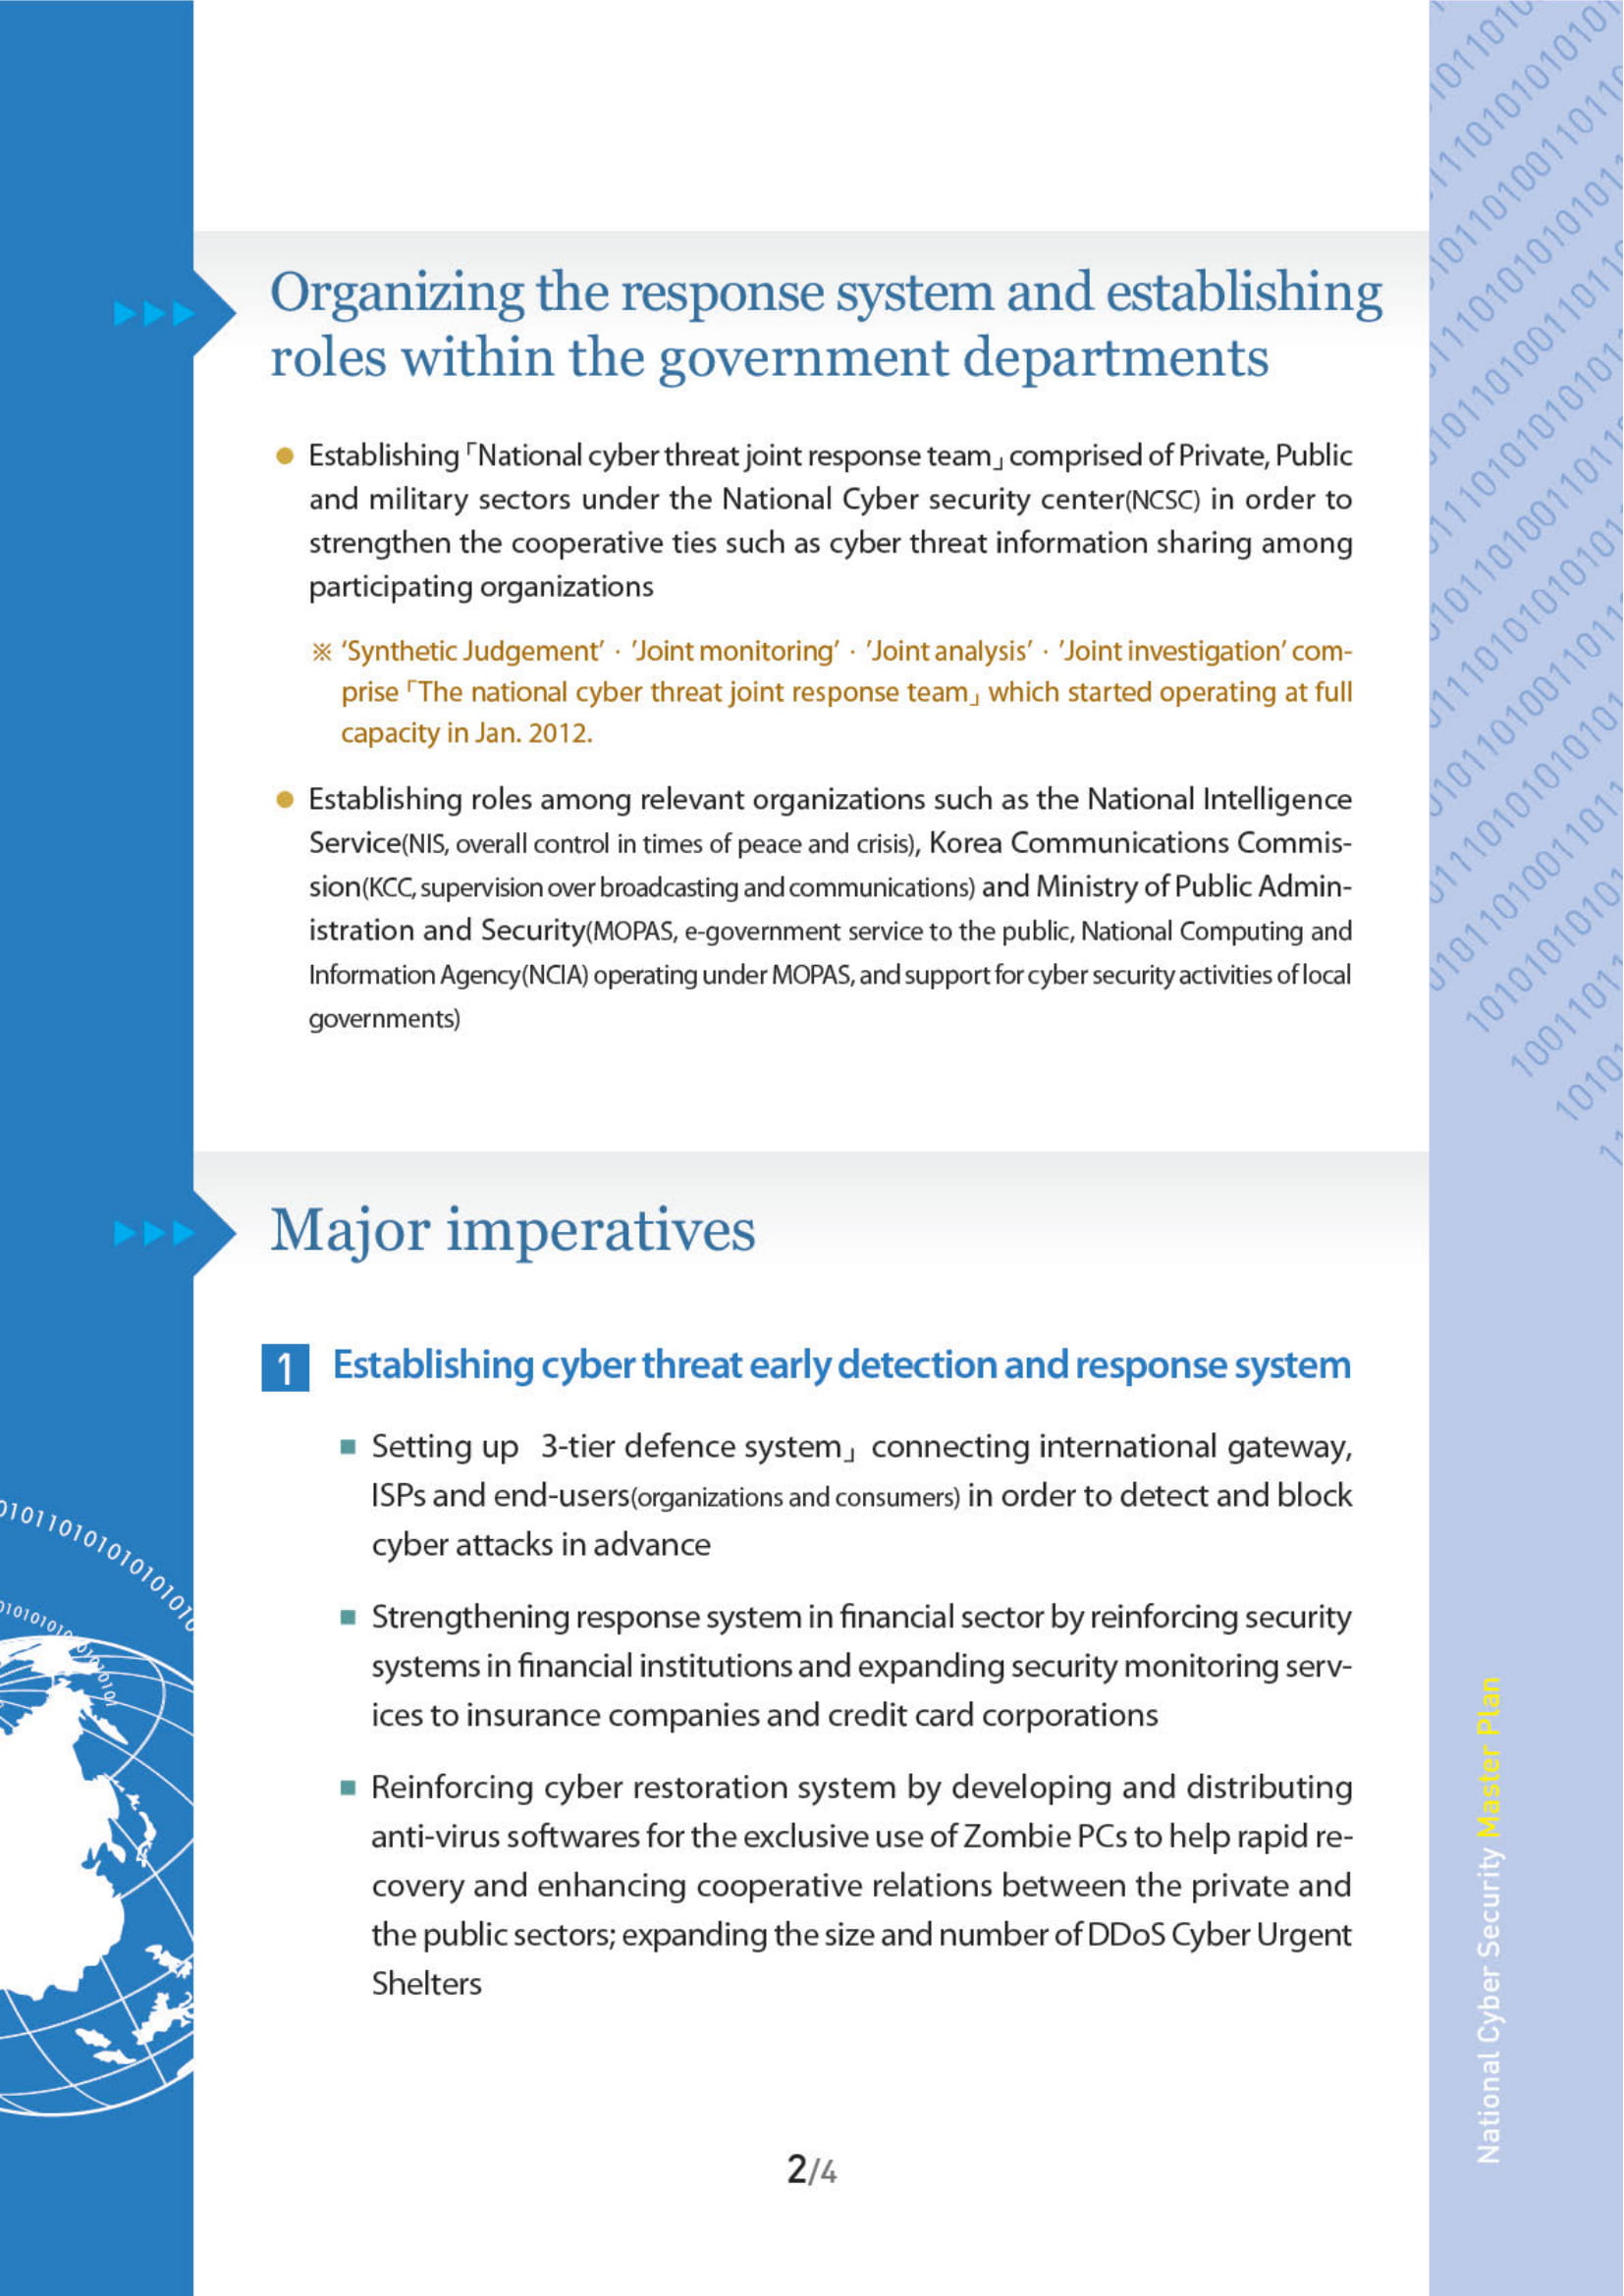 Organizing the response system and establishing
roles within the government departments
● Establishing「National cyber threat joint response team」comprised of Private, Public
and military sectors under the National Cyber security center(NCSC) in order to
strengthen the cooperative ties such as cyber threat information sharing among
participating organizations
※ ‘Synthetic Judgement’ · ’Joint monitoring’ · ’Joint analysis’ · ’Joint investigation’ com-
prise「The national cyber threat joint response team」which started operating at full
capacity in Jan. 2012.
● Establishing roles among relevant organizations such as the National Intelligence
Service(NIS, overall control in times of peace and crisis), Korea Communications Commis-
sion(KCC, supervision over broadcasting and communications) and Ministry of Public Admin-
istration and Security(MOPAS, e-government service to the public, National Computing and
Information Agency(NCIA) operating under MOPAS, and support for cyber security activities of local
governments)
Major imperatives
1 Establishing cyber threat early detection and response system
■ Setting up 3-tier defence system」 connecting international gateway,
ISPs and end-users(organizations and consumers) in order to detect and block
cyber attacks in advance
■ Strengthening response system in financial sector by reinforcing security
systems in financial institutions and expanding security monitoring serv-
ices to insurance companies and credit card corporations
■ Reinforcing cyber restoration system by developing and distributing
anti-virus softwares for the exclusive use of Zombie PCs to help rapid re-
covery and enhancing cooperative relations between the private and
the public sectors; expanding the size and number of DDoS Cyber Urgent
Shelters
2/4
National Cyber Security Master Plan